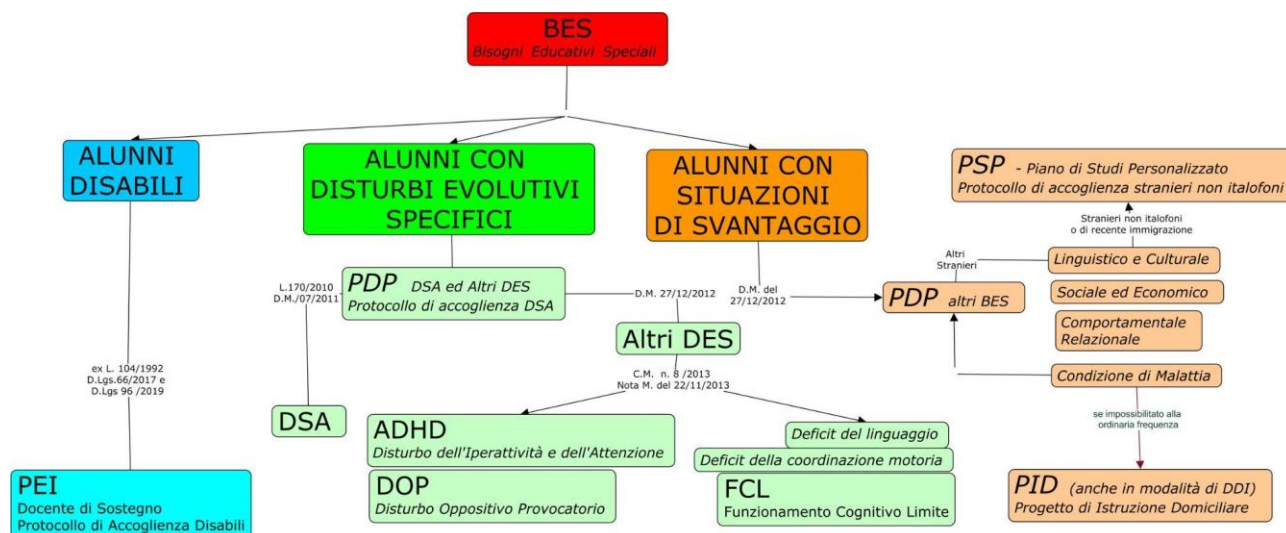 BES
Bisogni Educativi Speciali
ALUNNI
DISABILI
ALUNNI CON
DISTURBI EVOLUTIVI
SPECIFICI
ALUNNI CON
SITUAZIONI
DI SVANTAGGIO
PSP - Piano di Studi Personalizzato
Protocollo di accoglienza stranieri non italofoni
Stranieri non italofoni
o di recente immigrazione
Altri
Stranieri
Linguistico e Culturale
L.170/2010
D.M./07/2011
PDP DSA ed Altri DES
Protocollo di accoglienza DSA
D.M. 27/12/2012
D.M. del
27/12/2012
PDP altri BES
Sociale ed Economico
Comportamentale
Relazionale
Altri DES
ex L. 104/1992
D.Lgs.66/2017 e
D.Lgs 96 /2019
C.M. n. 8 /2013
Nota M. del 22/11/2013
Condizione di Malattia
DSA
ADHD
Disturbo dell'Iperattività e dell'Attenzione
Deficit del linguaggio
Deficit della coordinazione motoria
se impossibilitato alla
ordinaria frequenza
PEI
Docente di Sostegno
Protocollo di Accoglienza Disabili
DOP
Disturbo Oppositivo Provocatorio
FCL
Funzionamento Cognitivo Limite
PID (anche in modalità di DDI)
Progetto di Istruzione Domiciliare